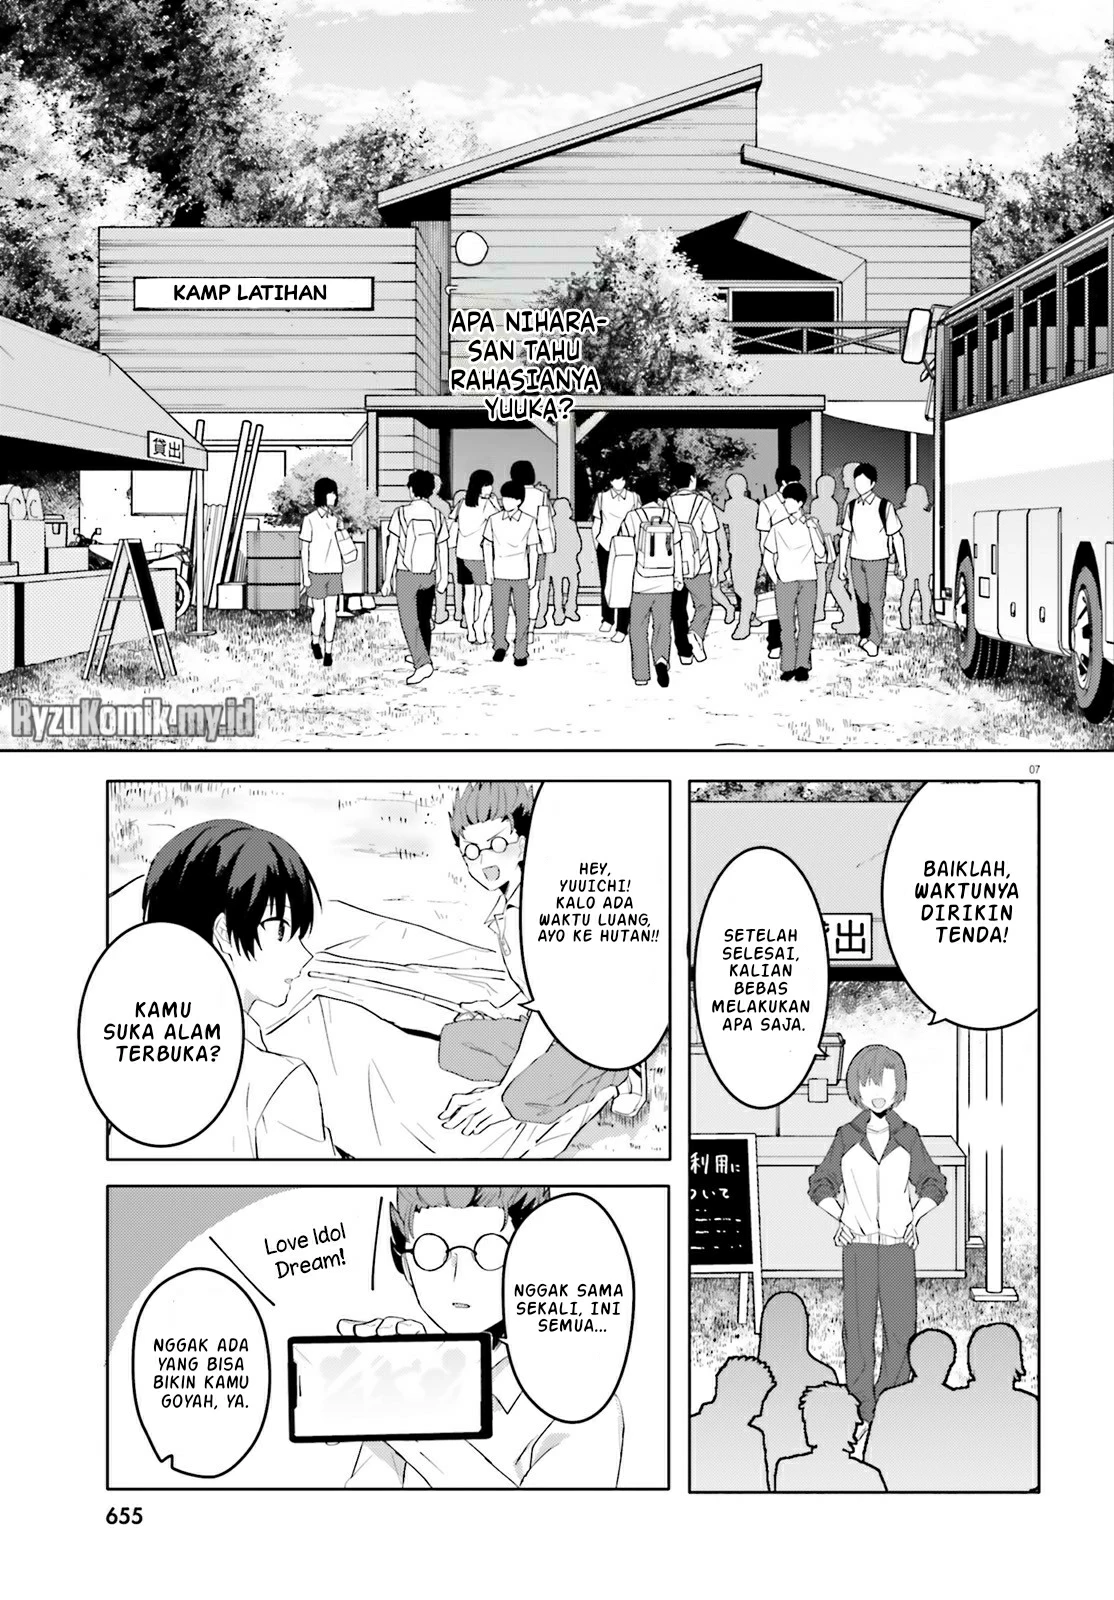 KAMP LATIHAN
APA NIHARA-
SAN TAHU
RAHASIANYA
YUUKA?
貸出
RyzuKomik.my.id
07
BAIKLAH,
WAKTUNYA
DIRIKIN
TENDA!
SETELAH
SELESAI,
KALIAN
BEBAS
MELAKUKAN
APA SAJA.
貸出
利用に
ついて
HEY,
YUUICHI!
KALO ADA
WAKTU LUANG,
AYO KE HUTAN!!
KAMU
SUKA ALAM
TERBUKA?
NGGAK SAMA
SEKALI, INI
SEMUA...
Love Idol
Dream!
NGGAK ADA
YANG BISA
BIKIN KAMU
GOYAH, YA.
655